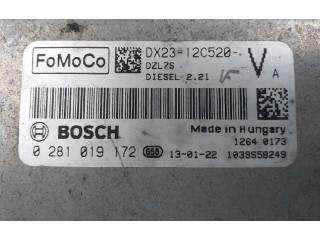 FoMoCo
DX23-12C520-
DZL7S
DIESEL 2.2l
V
A
BOSCH
Made in Hungary
1264 0173
0 281 019 172 G5B 13-01-22 1039S58249